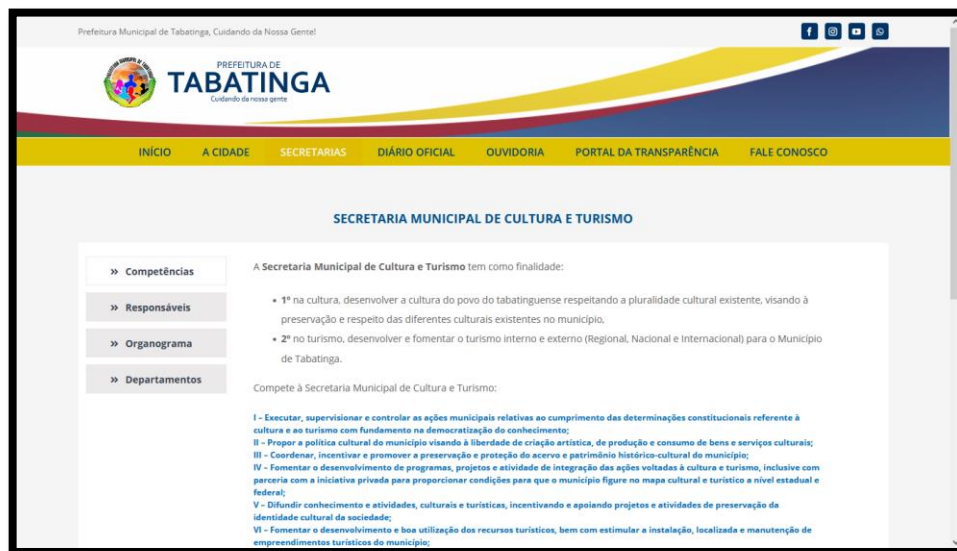 Prefeitura Municipal de Tabatinga, Cuidando da Nossa Gente!
PREFEITURA DE
TABATINGA
Cuidando da nossa gente
INÍCIO A CIDADE SECRETARIAS DIÁRIO OFICIAL OUVIDORIA PORTAL DA TRANSPARÊNCIA FALE CONOSCO
SECRETARIA MUNICIPAL DE CULTURA E TURISMO
» Competências
» Responsáveis
» Organograma
» Departamentos
A Secretaria Municipal de Cultura e Turismo tem como finalidade:
• 1º na cultura, desenvolver a cultura do povo do tabatinguense respeitando a pluralidade cultural existente, visando à
preservação e respeito das diferentes culturais existentes no município,
• 2º no turismo, desenvolver e fomentar o turismo interno e externo (Regional, Nacional e Internacional) para o Município
de Tabatinga.
Compete à Secretaria Municipal de Cultura e Turismo:
I – Executar, supervisionar e controlar as ações municipais relativas ao cumprimento das determinações constitucionais referente à
cultura e ao turismo com fundamento na democratização do conhecimento;
II – Propor a política cultural do município visando à liberdade de criação artística, de produção e consumo de bens e serviços culturais;
III – Coordenar, incentivar e promover a preservação e proteção do acervo e patrimônio histórico-cultural do município;
IV – Fomentar o desenvolvimento de programas, projetos e atividade de integração das ações voltadas à cultura e turismo, inclusive com
parceria com a iniciativa privada para proporcionar condições para que o município figure no mapa cultural e turístico a nível estadual e
federal;
V – Difundir conhecimento e atividades, culturais e turísticas, incentivando e apoiando projetos e atividades de preservação da
identidade cultural da sociedade;
VI – Fomentar o desenvolvimento e boa utilização dos recursos turísticos, bem com estimular a instalação, localizada e manutenção de
empreendimentos turísticos do município;